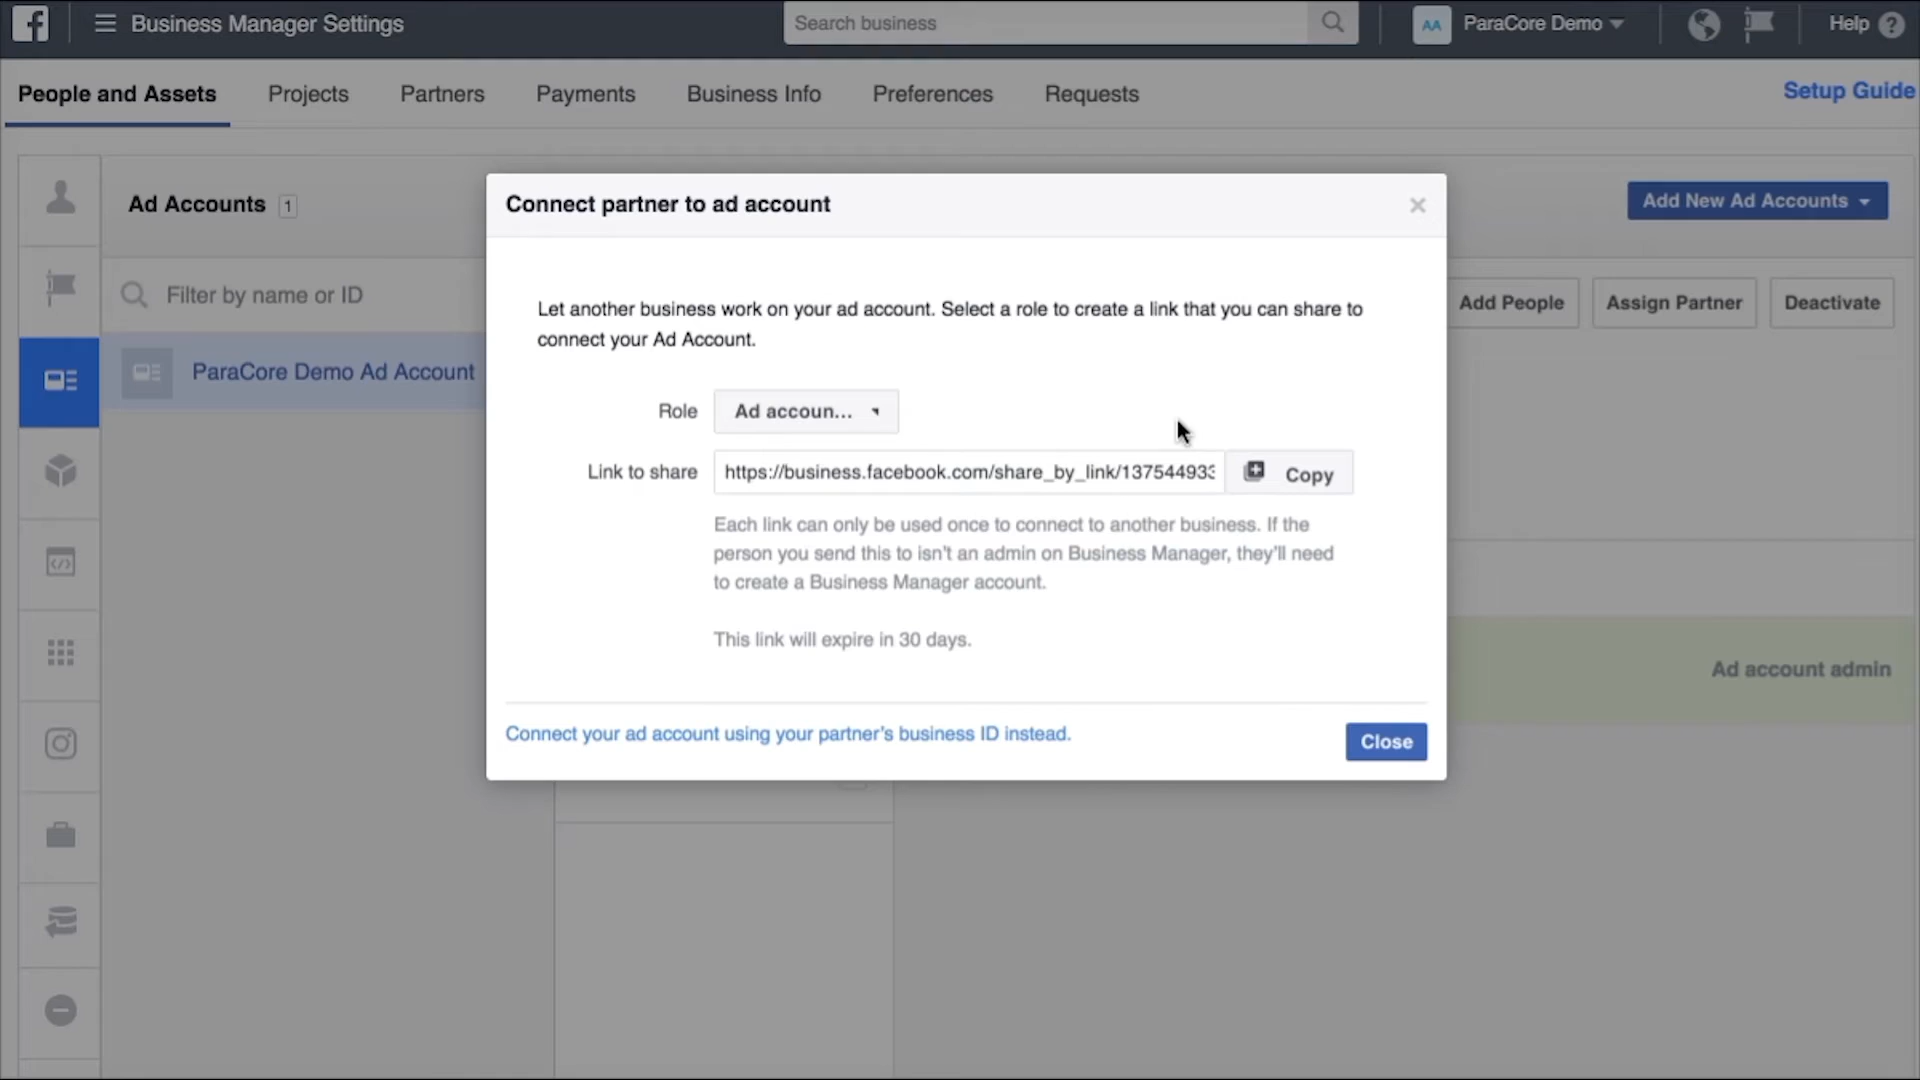 f
Business Manager Settings
Search business
AA
ParaCore Demo
Help ?
People and Assets
Projects
Partners
Payments
Business Info
Preferences
Requests
Setup Guide
Ad Accounts 1
Add New Ad Accounts
Filter by name or ID
Add People
Assign Partner
Deactivate
ParaCore Demo Ad Account
Connect partner to ad account
Let another business work on your ad account. Select a role to create a link that you can share to
connect your Ad Account.
Role
Ad accoun...
Link to share
https://business.facebook.com/share_by_link/137544933
Copy
Each link can only be used once to connect to another business. If the
person you send this to isn't an admin on Business Manager, they'll need
to create a Business Manager account.
This link will expire in 30 days.
Ad account admin
Connect your ad account using your partner's business ID instead.
Close